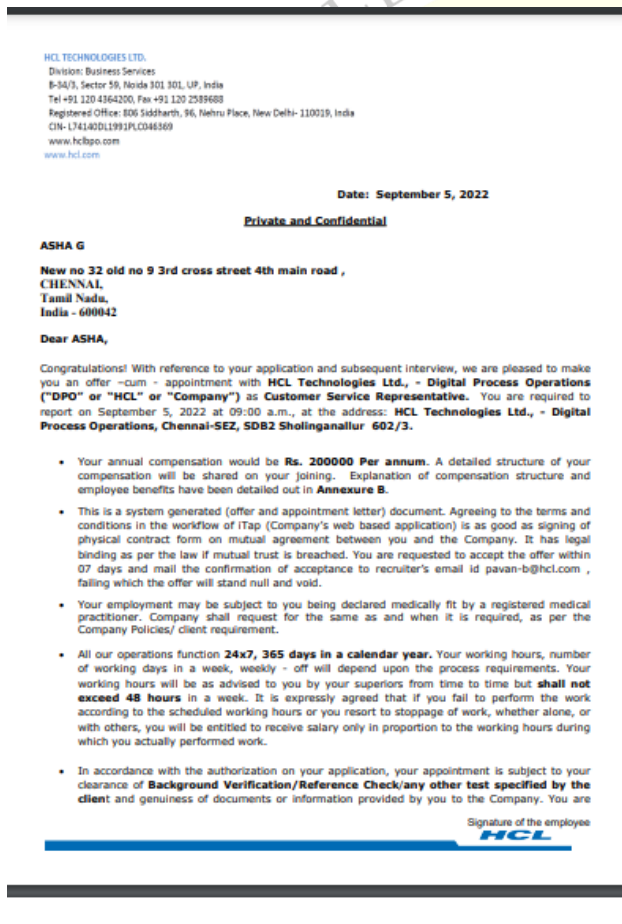 HCL TECHNOLOGIES LTD.
Division: Business Services
B-34/3, Sector 59, Noida 301 301, UP, India
Tel +91 120 4364200, Fax +91 120 2589688
Registered Office: 806 Siddharth, 96, Nehru Place, New Delhi- 110019, India
CIN- L74140DL1991PLC046369
www.hclbpo.com
www.hcl.com
Date: September 5, 2022
Private and Confidential
ASHA G
New no 32 old no 9 3rd cross street 4th main road ,
CHENNAI,
Tamil Nadu,
India - 600042
Dear ASHA,
Congratulations! With reference to your application and subsequent interview, we are pleased to make
you an offer –cum - appointment with HCL Technologies Ltd., - Digital Process Operations
("DPO" or "HCL" or "Company") as Customer Service Representative. You are required to
report on September 5, 2022 at 09:00 a.m., at the address: HCL Technologies Ltd., - Digital
Process Operations, Chennai-SEZ, SDB2 Sholinganallur 602/3.
• Your annual compensation would be Rs. 200000 Per annum. A detailed structure of your
compensation will be shared on your joining. Explanation of compensation structure and
employee benefits have been detailed out in Annexure B.
• This is a system generated (offer and appointment letter) document. Agreeing to the terms and
conditions in the workflow of iTap (Company's web based application) is as good as signing of
physical contract form on mutual agreement between you and the Company. It has legal
binding as per the law if mutual trust is breached. You are requested to accept the offer within
07 days and mail the confirmation of acceptance to recruiter's email id pavan-b@hcl.com ,
failing which the offer will stand null and void.
• Your employment may be subject to you being declared medically fit by a registered medical
practitioner. Company shall request for the same as and when it is required, as per the
Company Policies/ client requirement.
• All our operations function 24x7, 365 days in a calendar year. Your working hours, number
of working days in a week, weekly - off will depend upon the process requirements. Your
working hours will be as advised to you by your superiors from time to time but shall not
exceed 48 hours in a week. It is expressly agreed that if you fail to perform the work
according to the scheduled working hours or you resort to stoppage of work, whether alone, or
with others, you will be entitled to receive salary only in proportion to the working hours during
which you actually performed work.
• In accordance with the authorization on your application, your appointment is subject to your
clearance of Background Verification/Reference Check/any other test specified by the
client and genuiness of documents or information provided by you to the Company. You are
Signature of the employee
HCL